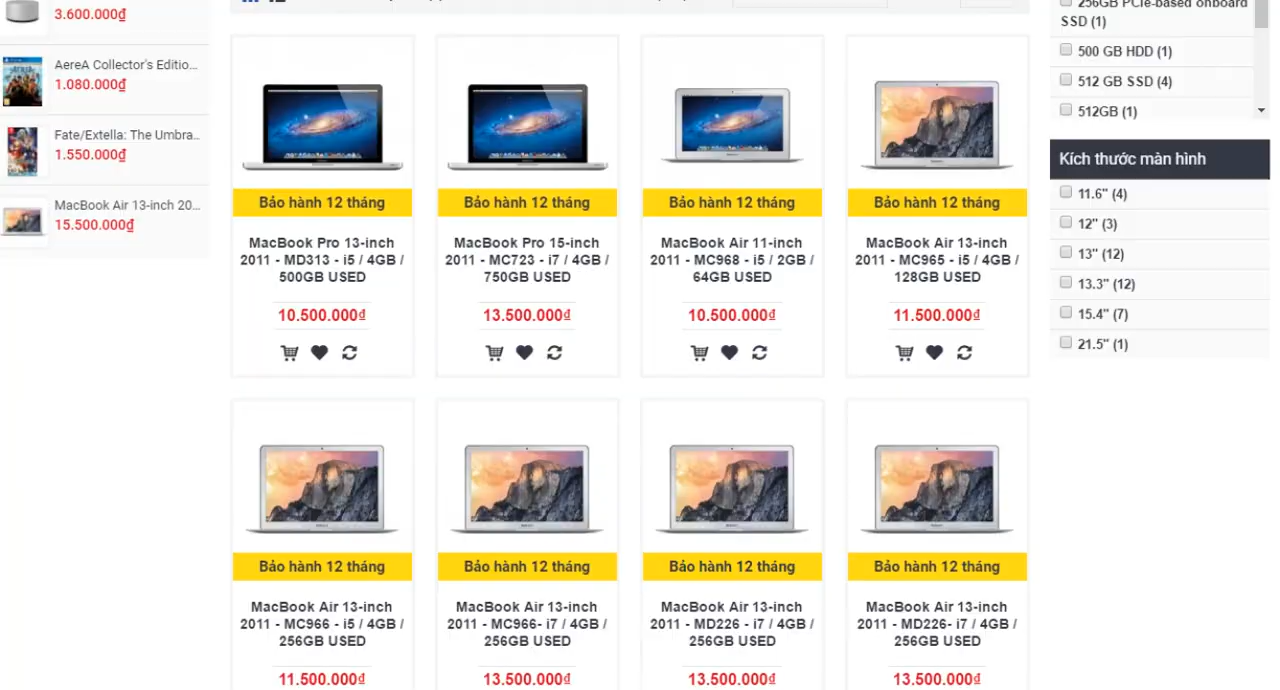 3.600.000₫
AereA Collector's Editio...
1.080.000₫
Fate/Extella: The Umbra...
1.550.000₫
MacBook Air 13-inch 20...
15.500.000₫
Bảo hành 12 tháng
MacBook Pro 13-inch
2011 - MD313 - i5 / 4GB /
500GB USED
10.500.000₫
Bảo hành 12 tháng
MacBook Pro 15-inch
2011 - MC723 - i7 / 4GB /
750GB USED
13.500.000₫
Bảo hành 12 tháng
MacBook Air 11-inch
2011 - MC968 - i5 / 2GB /
64GB USED
10.500.000₫
Bảo hành 12 tháng
MacBook Air 13-inch
2011 - MC965 - i5 / 4GB /
128GB USED
11.500.000₫
Bảo hành 12 tháng
MacBook Air 13-inch
2011 - MC966 - i5 / 4GB /
256GB USED
11.500.000₫
Bảo hành 12 tháng
MacBook Air 13-inch
2011 - MC966- i7 / 4GB /
256GB USED
13.500.000₫
Bảo hành 12 tháng
MacBook Air 13-inch
2011 - MD226 - i7 / 4GB /
256GB USED
13.500.000₫
Bảo hành 12 tháng
MacBook Air 13-inch
2011 - MD226- i7 / 4GB /
256GB USED
13.500.000₫
256GB PCIe-based onboard
SSD (1)
500 GB HDD (1)
512 GB SSD (4)
512GB (1)
Kích thước màn hình
11.6" (4)
12" (3)
13" (12)
13.3" (12)
15.4" (7)
21.5" (1)